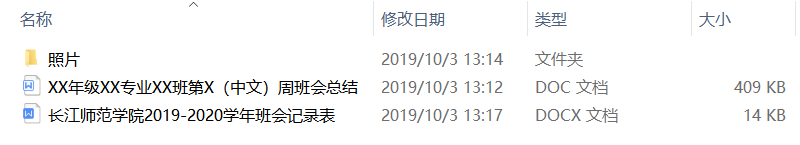 名称 修改日期 类型 大小
照片 2019/10/3 13:14 文件夹
XX年级XX专业XX班第X（中文）周班会总结 2019/10/3 13:12 DOC 文档 409 KB
长江师范学院2019-2020学年班会记录表 2019/10/3 13:17 DOCX 文档 14 KB